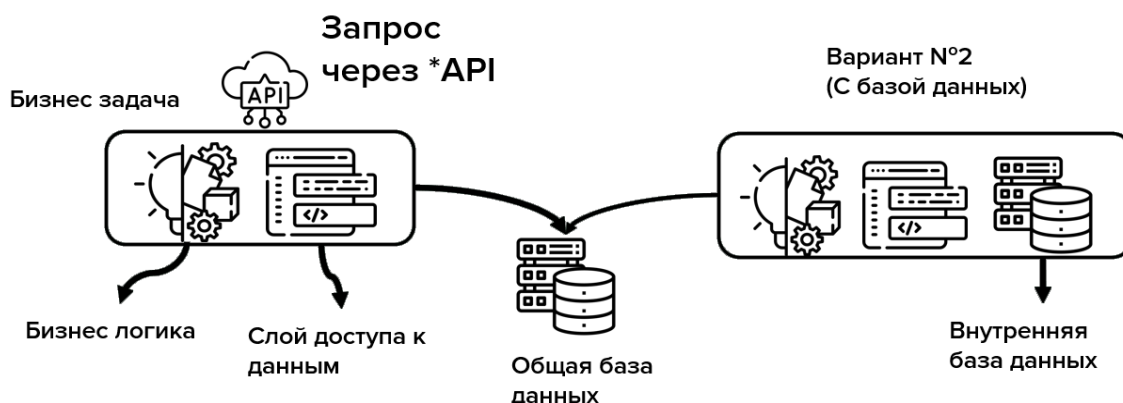 Запрос
через *API
Вариант №2
(С базой данных)
Бизнес задача
API
</>
</>
Бизнес логика
Слой доступа к
данным
Общая база
данных
Внутренняя
база данных